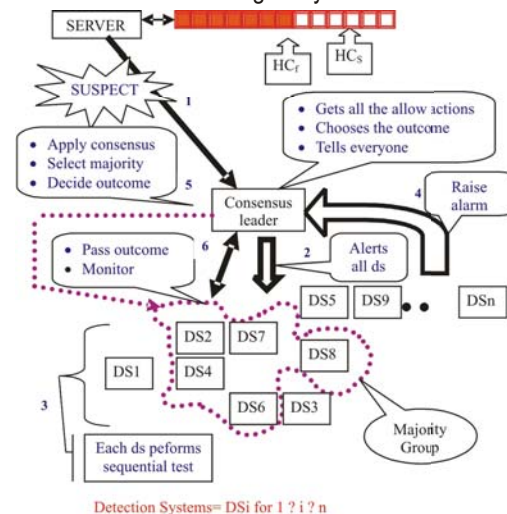 SERVER
HCr
HCs
SUSPECT
1
• Gets all the allow actions
• Chooses the outcome
• Tells everyone
• Apply consensus
• Select majority
• Decide outcome
5
4
Raise
alarm
Consensus
leader
6
2
• Pass outcome
• Monitor
Alerts
all ds
DS5
DS9
DSn
DS2
DS7
DS8
DS1
DS4
3
DS6
DS3
Majority
Group
Each ds peforms
sequential test
Detection Systems= DSi for 1 ? i ? n